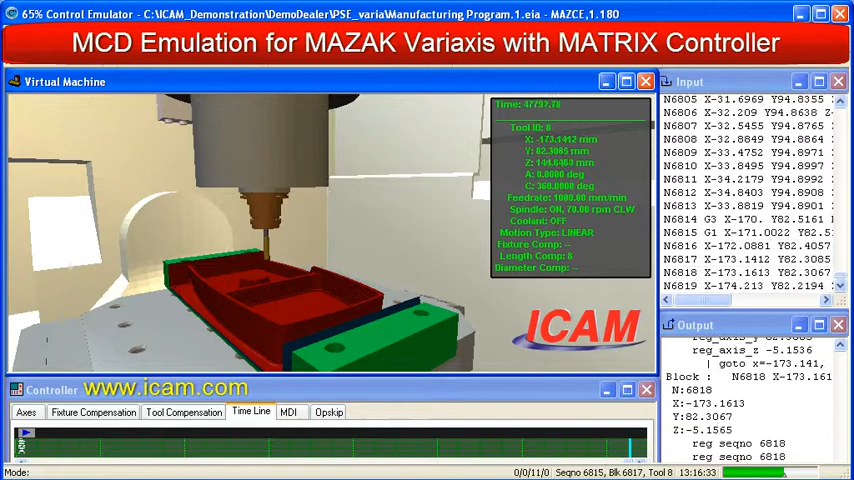 65% Control Emulator - C:\ICAM_Demonstration\DemoDealer\PSE_varia\Manufacturing Program.1.eia - MAZCE,1.180
MCD Emulation for MAZAK Variaxis with MATRIX Controller
Virtual Machine
Time: 47792.78
Tool ID: 8
X: -173.1412 mm
Y: 82.3085 mm
Z: 144.8464 mm
A: 0.0000 deg
C: 360.0000 deg
Feedrate: 1000.00 mm/min
Spindle: ON, 70.00 rpm CLW
Coolant: OFF
Motion Type: LINEAR
Fixture Comp: --
Length Comp: 8
Diameter Comp: --
ICAM
Input
N6805 X-31.6969 Y94.8355
N6806 X-32.209 Y94.8638 Z-
N6807 X-32.5455 Y94.8765
N6808 X-32.8849 Y94.8864
N6809 X-33.4752 Y94.8971
N6810 X-33.8495 Y94.8994
N6811 X-34.2179 Y94.8992
N6812 X-34.8403 Y94.8908
N6813 X-33.8819 Y94.8901
N6814 G3 X-170. Y82.5161
N6815 G1 X-171.0022 Y82.5
N6816 X-172.0881 Y82.4057
N6817 X-173.1412 Y82.3085
N6818 X-173.1613 Y82.3067
N6819 X-174.213 Y82.2194
Output
reg_axis_z -5.1536
| goto x=-173.141,
Block : N6818 X-173.161
N:6818
X:-173.1613
Y:82.3067
Z:-5.1565
reg seqno 6818
reg seqno 6818
Controller
www.icam.com
Axes
Fixture Compensation
Tool Compensation
Time Line
MDI
Opskip
Mode:
0/0/11/0
Seqno 6815, Blk 6817, Tool 8
13:16:33